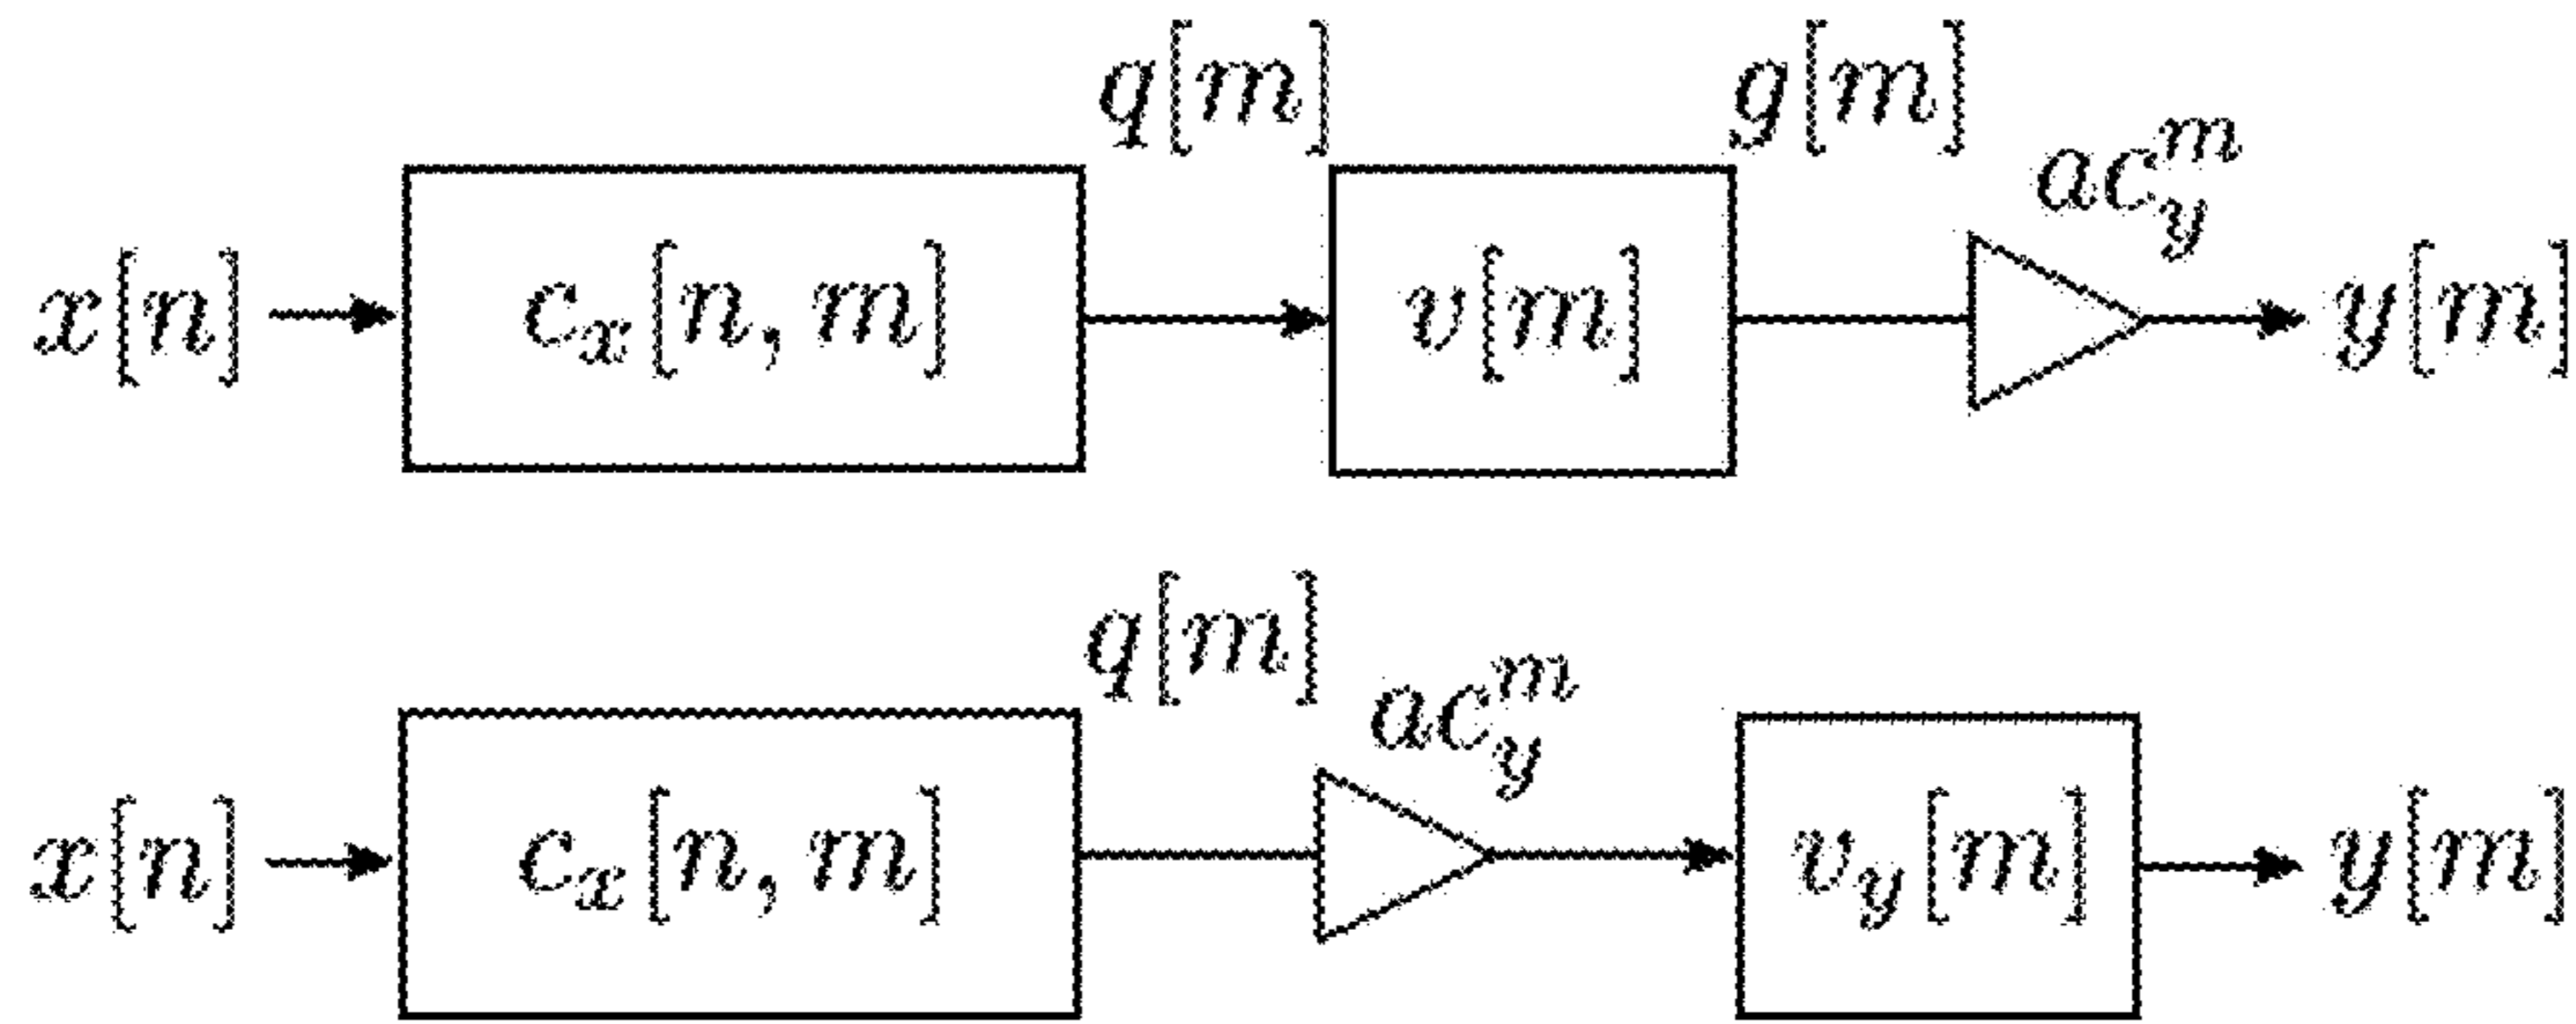 q[m] g[m] ac_y^m
x[n] c_x[n, m] v[m] y[m]
q[m] ac_y^m
x[n] c_x[n, m] v_y[m] y[m]